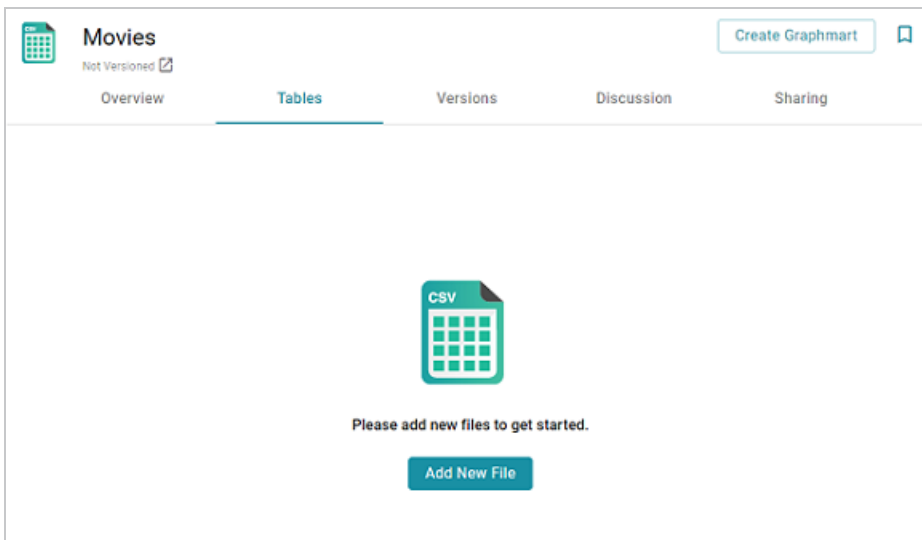 CSV
Movies
Create Graphmart
Not Versioned
Overview Tables Versions Discussion Sharing
CSV
Please add new files to get started.
Add New File